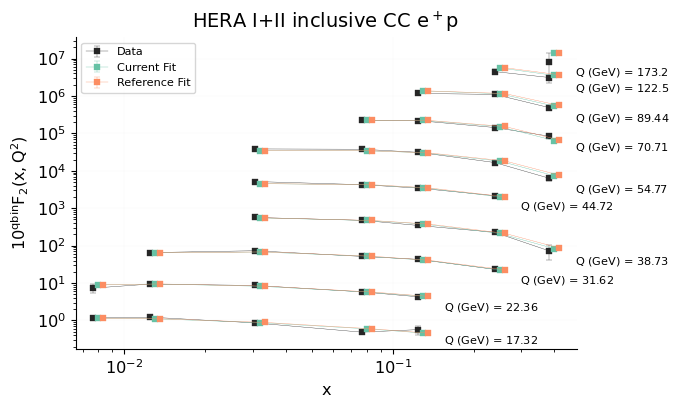 HERA I+II inclusive CC e⁺p
Data
Current Fit
Reference Fit
10^qbin F₂(x, Q²)
10⁷
10⁶
10⁵
10⁴
10³
10²
10¹
10⁰
Q (GeV) = 173.2
Q (GeV) = 122.5
Q (GeV) = 89.44
Q (GeV) = 70.71
Q (GeV) = 54.77
Q (GeV) = 44.72
Q (GeV) = 38.73
Q (GeV) = 31.62
Q (GeV) = 22.36
Q (GeV) = 17.32
10⁻²
10⁻¹
x